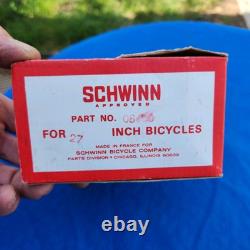 SCHWINN
APPROVED
PART NO.
FOR 27 INCH BICYCLES
MADE IN FRANCE FOR
SCHWINN BICYCLE COMPANY
PARTS DIVISION • CHICAGO, ILLINOIS 60639